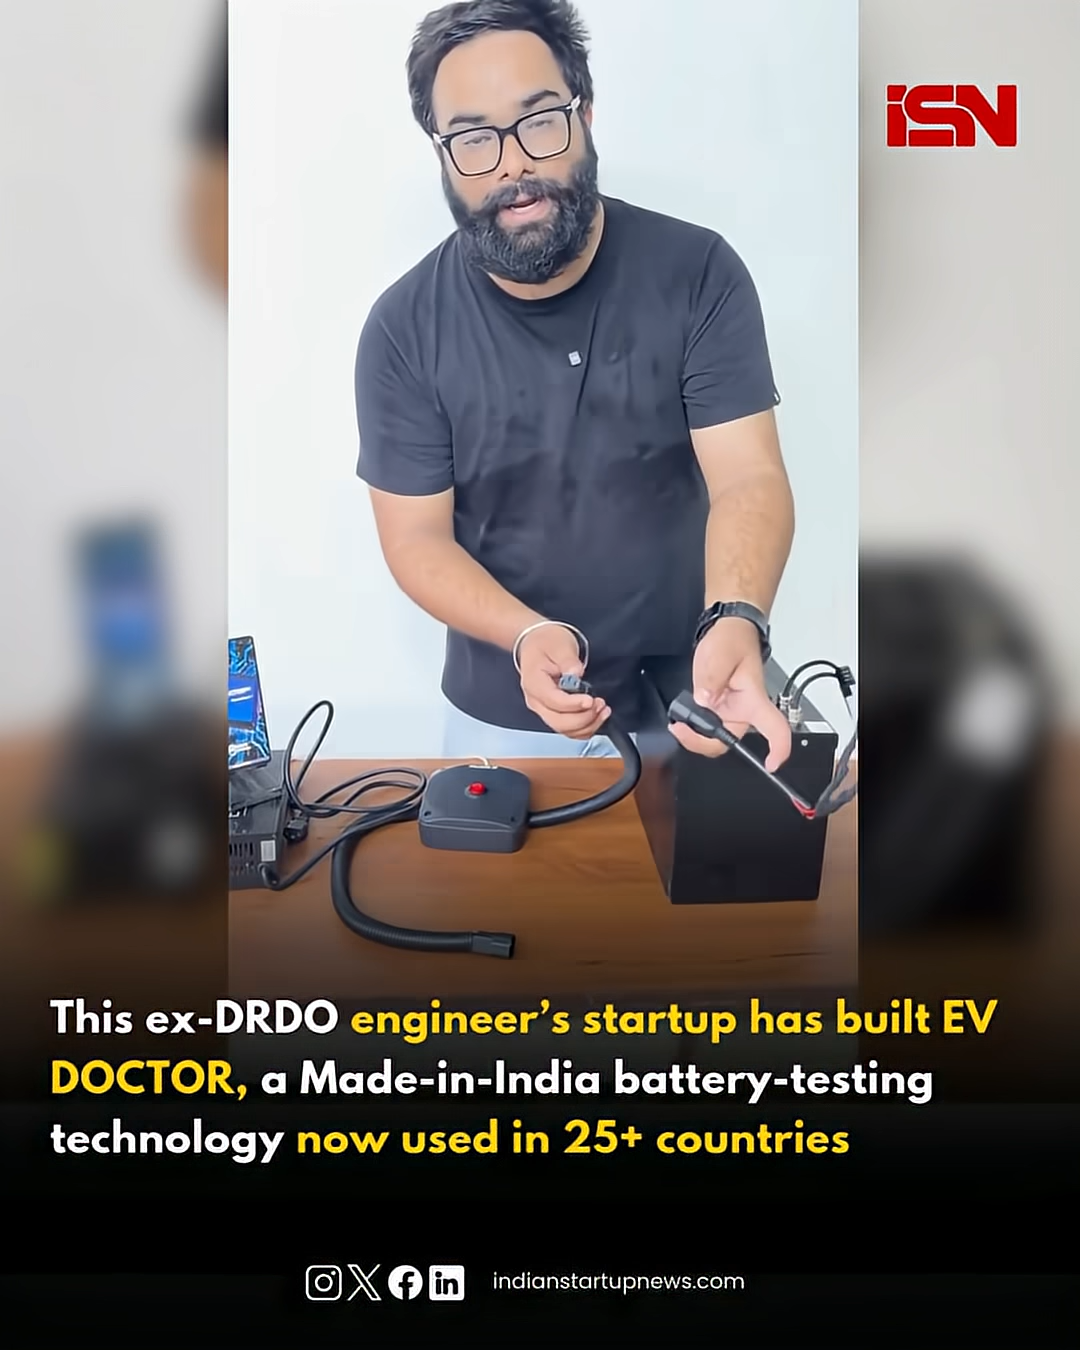 iSN
This ex-DRDO engineer's startup has built EV
DOCTOR, a Made-in-India battery-testing
technology now used in 25+ countries
indianstartupnews.com